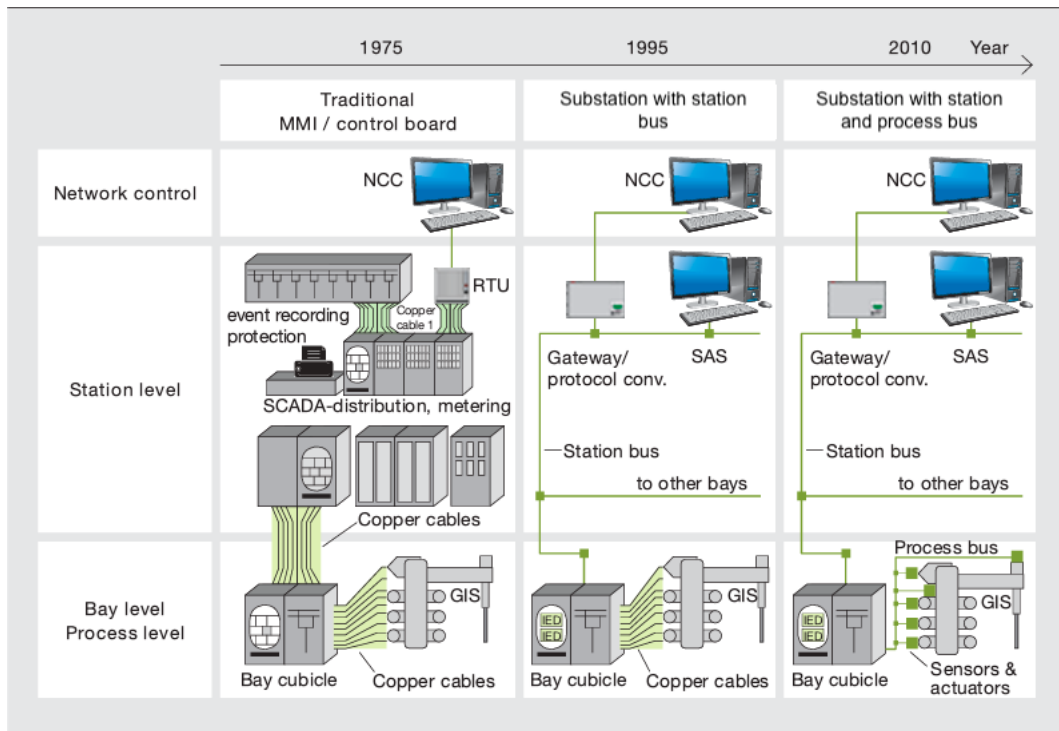 1975
1995
2010
Year
Traditional
MMI / control board
Substation with station
bus
Substation with station
and process bus
Network control
NCC
NCC
NCC
Station level
RTU
event recording
protection
Copper
cable 1
SCADA-distribution, metering
Copper cables
Gateway/
protocol conv.
SAS
Station bus
to other bays
Gateway/
protocol conv.
SAS
Station bus
to other bays
Bay level
Process level
GIS
Bay cubicle
Copper cables
IED
IED
GIS
Bay cubicle
Copper cables
Process bus
IED
IED
GIS
Bay cubicle
Sensors &
actuators